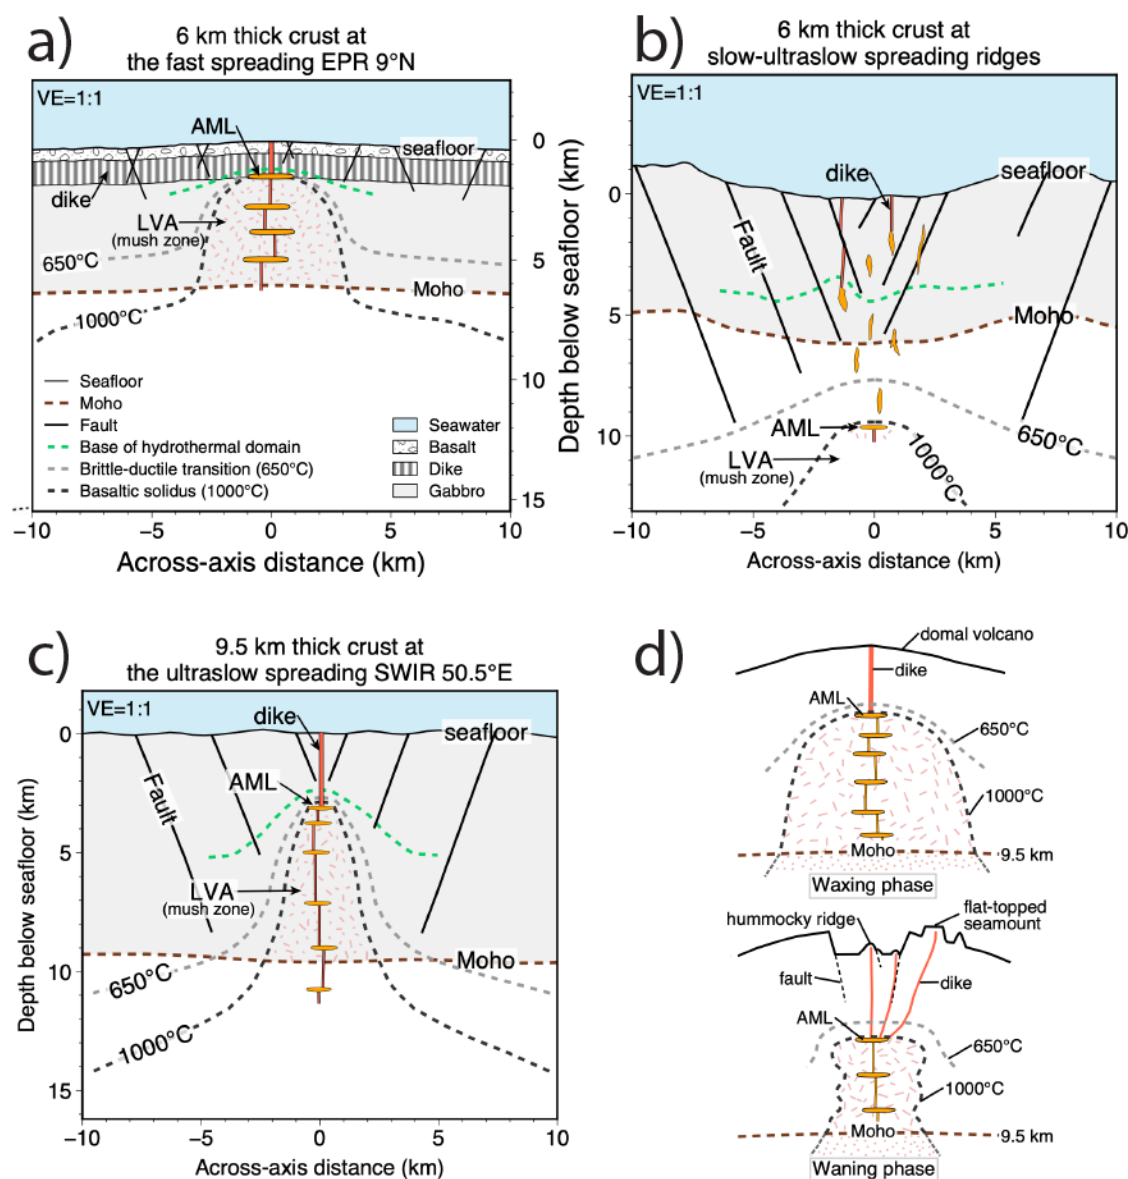 a)
6 km thick crust at
the fast spreading EPR 9°N
VE=1:1
AML
seafloor
dike
LVA
(mush zone)
650°C
Moho
1000°C
Seafloor
Moho
Fault
Base of hydrothermal domain
Brittle-ductile transition (650°C)
Basaltic solidus (1000°C)
Seawater
Basalt
Dike
Gabbro
0
5
10
15
Depth below seafloor (km)
−10 −5 0 5 10
Across-axis distance (km)
b)
6 km thick crust at
slow-ultraslow spreading ridges
VE=1:1
dike
seafloor
Fault
Moho
AML
650°C
LVA
(mush zone)
1000°C
0
5
10
−10 −5 0 5 10
Across-axis distance (km)
c)
9.5 km thick crust at
the ultraslow spreading SWIR 50.5°E
VE=1:1
dike
seafloor
AML
Fault
LVA
(mush zone)
Moho
650°C
1000°C
0
5
10
15
Depth below seafloor (km)
−10 −5 0 5 10
Across-axis distance (km)
d)
domal volcano
dike
AML
650°C
1000°C
Moho
9.5 km
Waxing phase
hummocky ridge
flat-topped
seamount
fault
dike
AML
650°C
1000°C
Moho
9.5 km
Waning phase